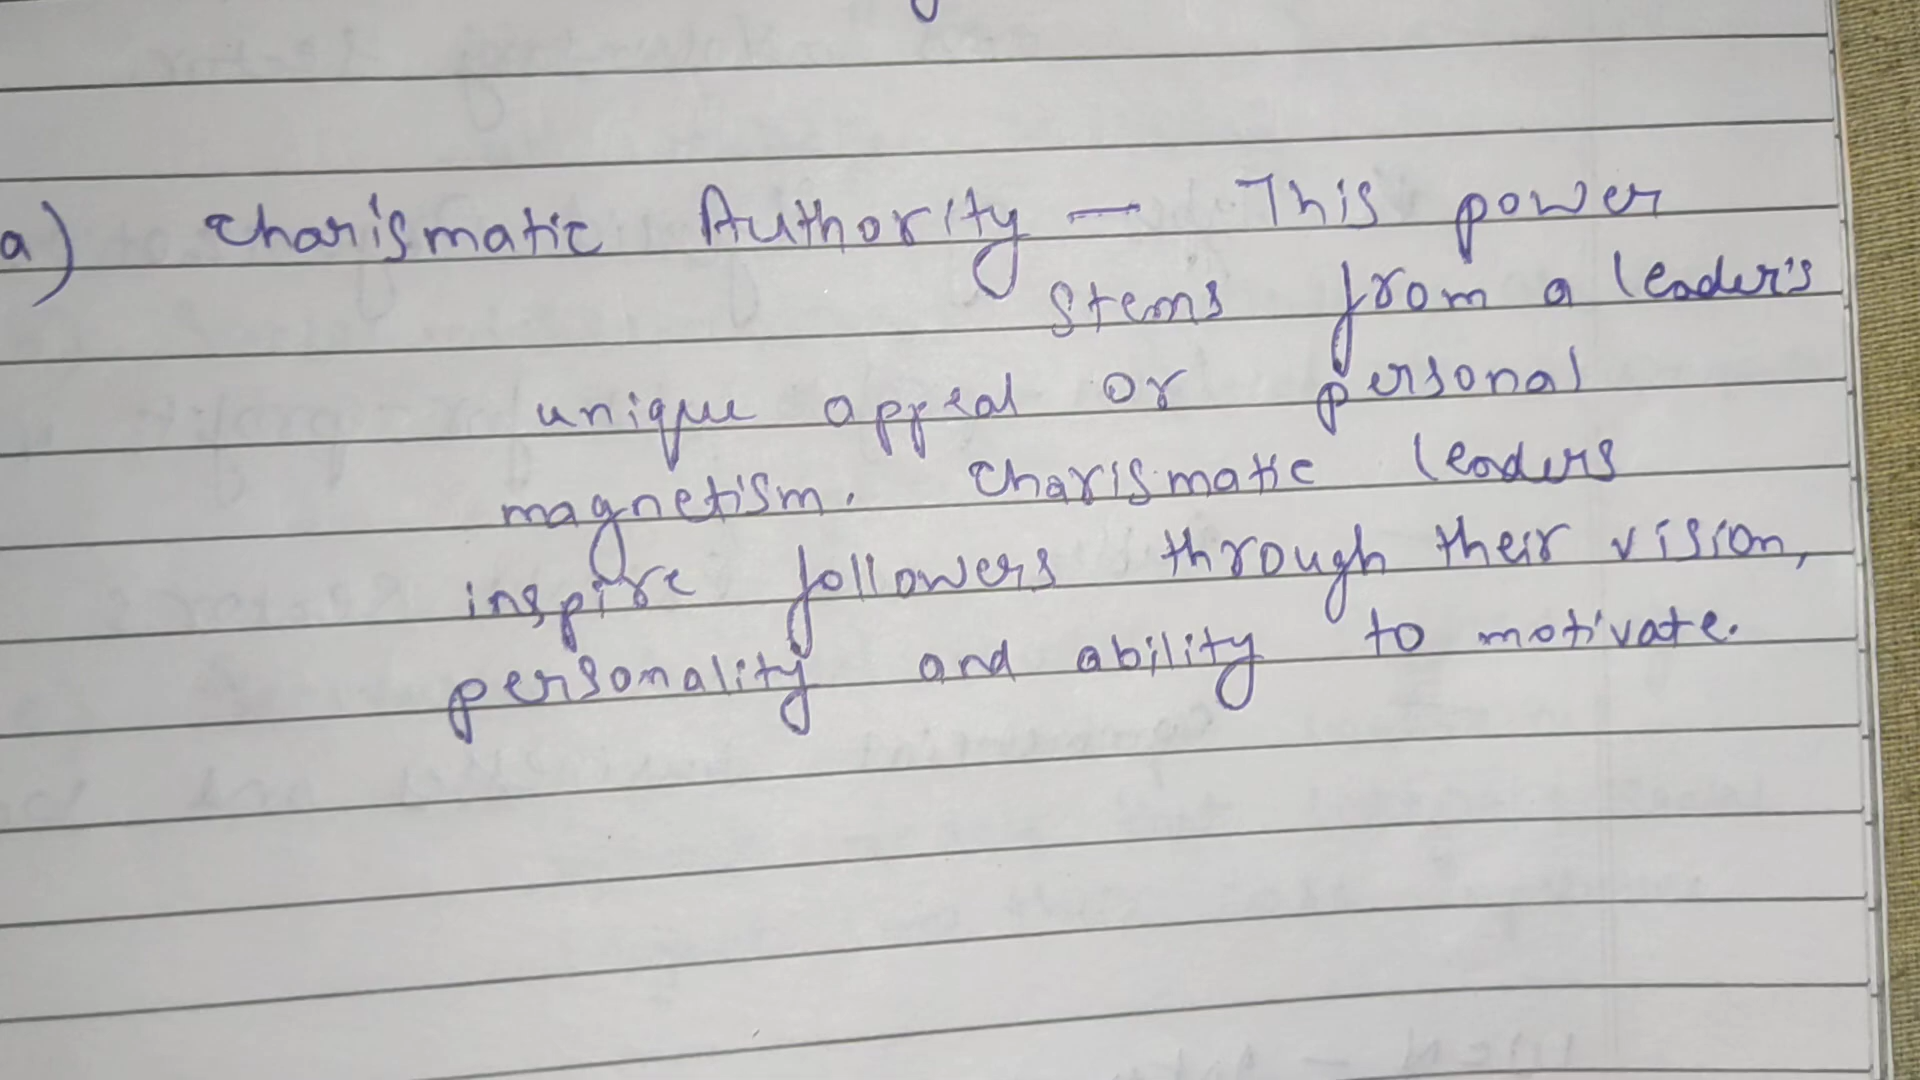 a) Charismatic Authority — This power
stems from a leader's
unique appeal or personal
magnetism. Charismatic leaders
inspire followers through their vision,
personality and ability to motivate.